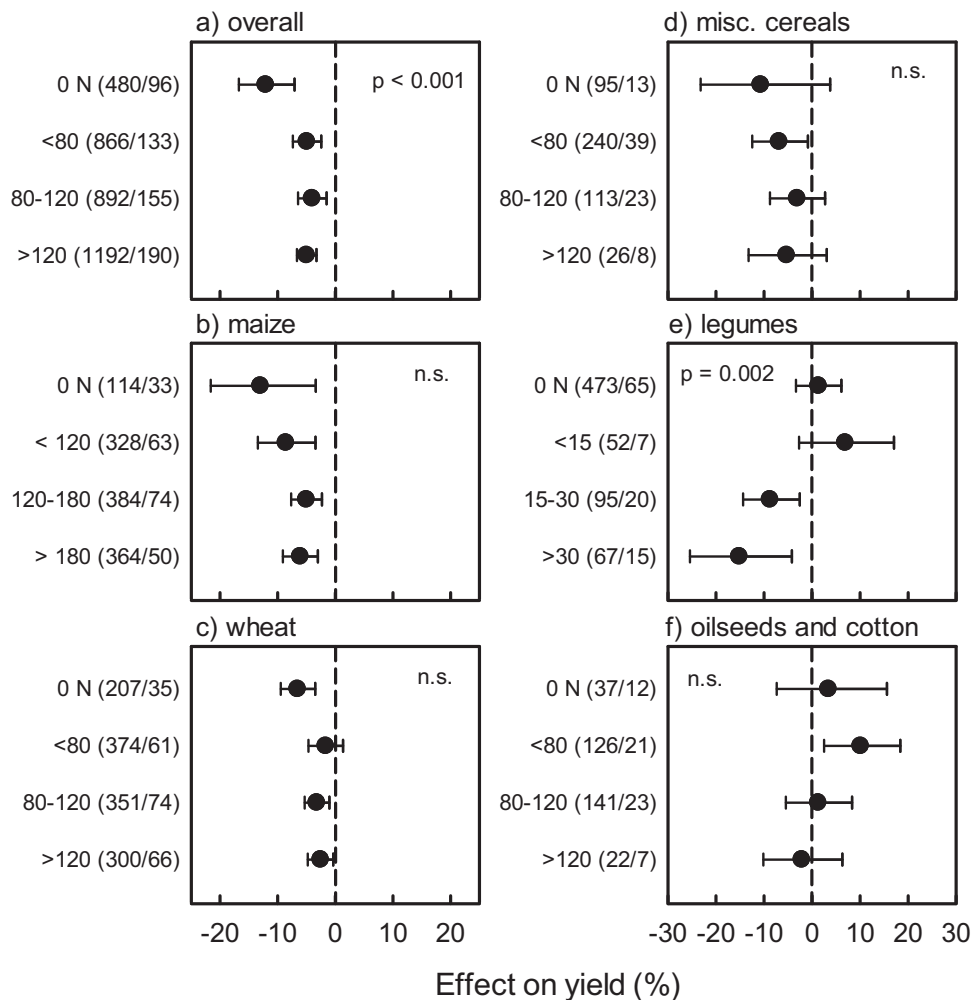 a) overall
p < 0.001
0 N (480/96)
<80 (866/133)
80-120 (892/155)
>120 (1192/190)
b) maize
n.s.
0 N (114/33)
< 120 (328/63)
120-180 (384/74)
> 180 (364/50)
c) wheat
n.s.
0 N (207/35)
<80 (374/61)
80-120 (351/74)
>120 (300/66)
-20 -10 0 10 20
d) misc. cereals
n.s.
0 N (95/13)
<80 (240/39)
80-120 (113/23)
>120 (26/8)
e) legumes
p = 0.002
0 N (473/65)
<15 (52/7)
15-30 (95/20)
>30 (67/15)
f) oilseeds and cotton
n.s.
0 N (37/12)
<80 (126/21)
80-120 (141/23)
>120 (22/7)
-30 -20 -10 0 10 20 30
Effect on yield (%)